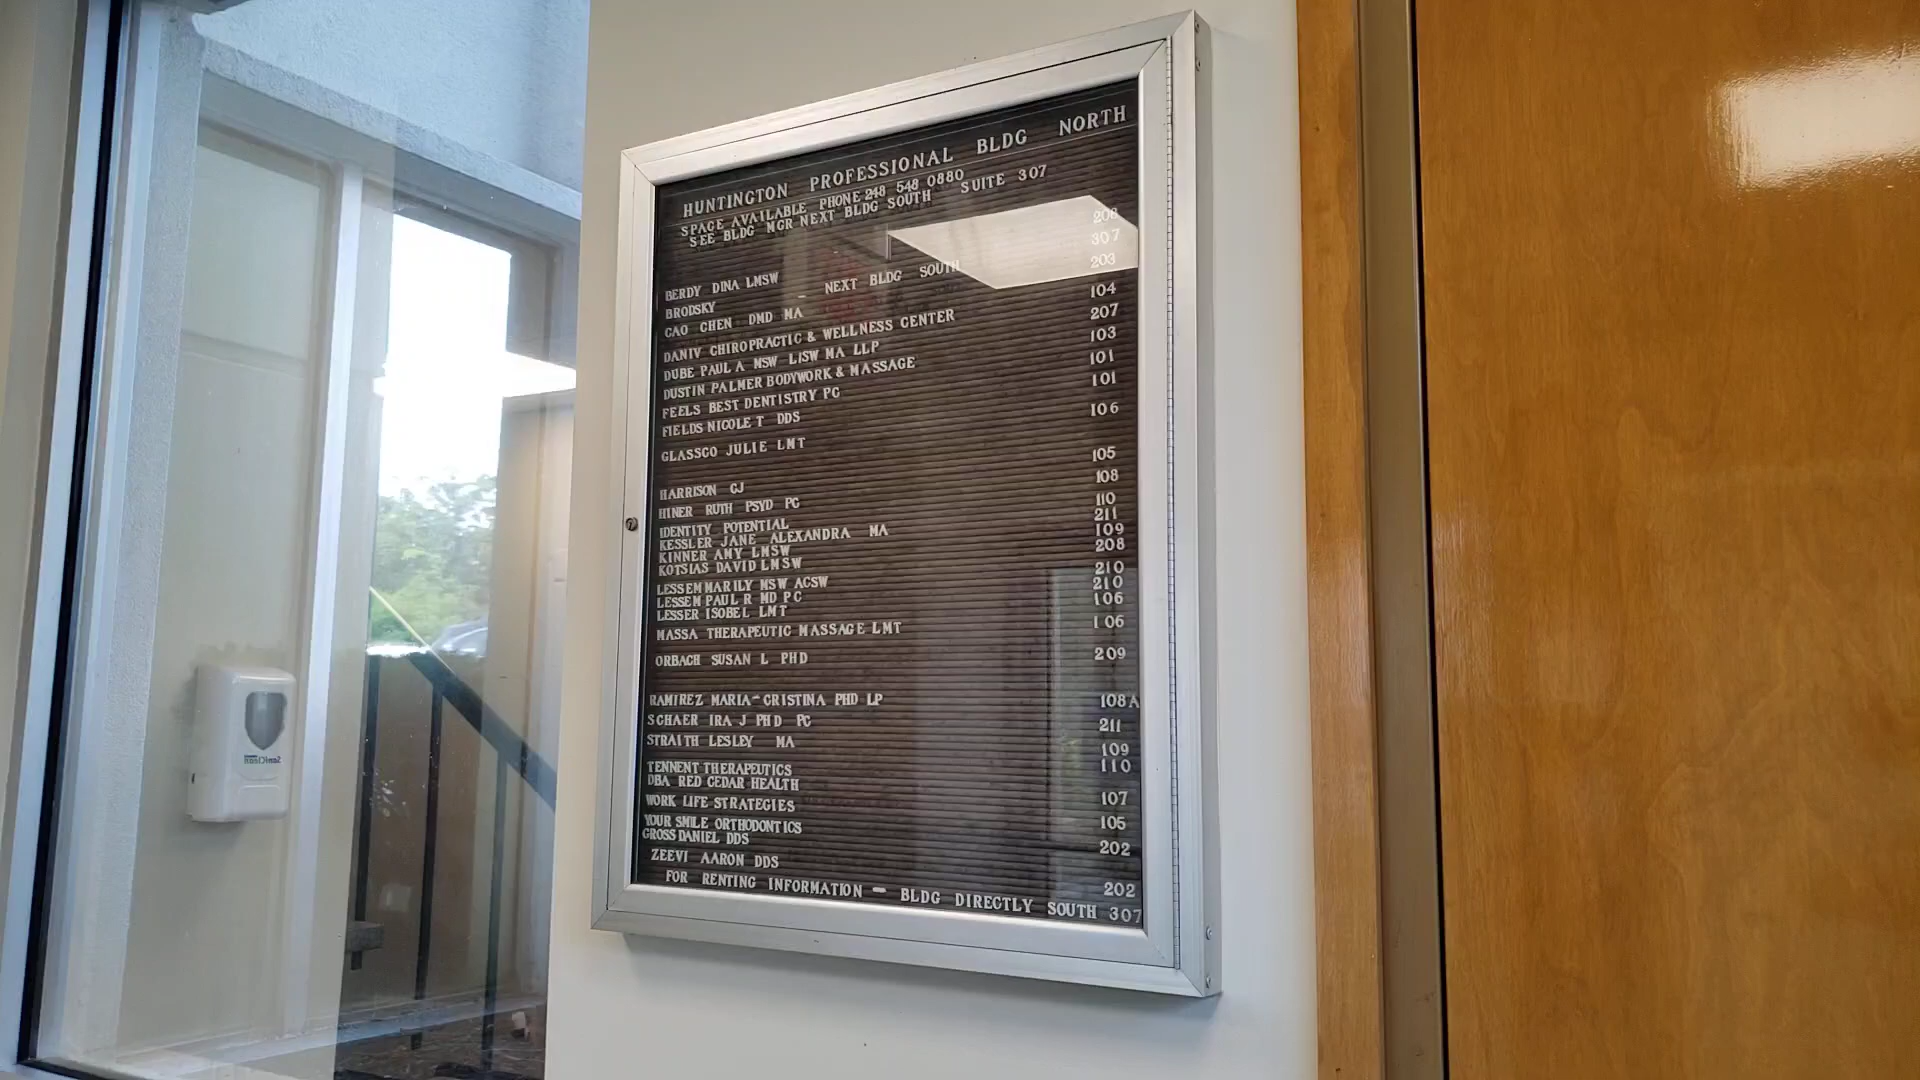 HUNTINGTON PROFESSIONAL BLDG NORTH
SPACE AVAILABLE PHONE 248 548 0880
SEE BLDG MGR NEXT BLDG SOUTH SUITE 307
BERDY DINA LMSW 208
BRODSKY - NEXT BLDG SOUTH 307
CAO CHEN DMD MA 203
DANIV CHIROPRACTIC & WELLNESS CENTER 104
DUBE PAUL A MSW LISW MA LLP 207
DUSTIN PALMER BODYWORK & MASSAGE 103
FEELS BEST DENTISTRY PC 101
FIELDS NICOLE T DDS 101
GLASSCO JULIE LMT 106
HARRISON CJ 105
HINER RUTH PSYD PC 108
IDENTITY POTENTIAL 110
KESSLER JANE ALEXANDRA MA 211
KINNER AMY LMSW 109
KOTSIAS DAVID LMSW 208
LESSEM MARILY MSW ACSW 210
LESSEM PAUL R MD PC 210
LESSER ISOBEL LMT 106
MASSA THERAPEUTIC MASSAGE LMT 106
ORBACH SUSAN L PHD 209
RAMIREZ MARIA-CRISTINA PHD LP 108A
SCHAER IRA J PHD PC 211
STRAITH LESLEY MA 109
TENNENT THERAPEUTICS 110
DBA RED CEDAR HEALTH
WORK LIFE STRATEGIES 107
YOUR SMILE ORTHODONTICS 105
GROSS DANIEL DDS 202
ZEEVI AARON DDS 202
FOR RENTING INFORMATION - BLDG DIRECTLY SOUTH 307
SaniClean